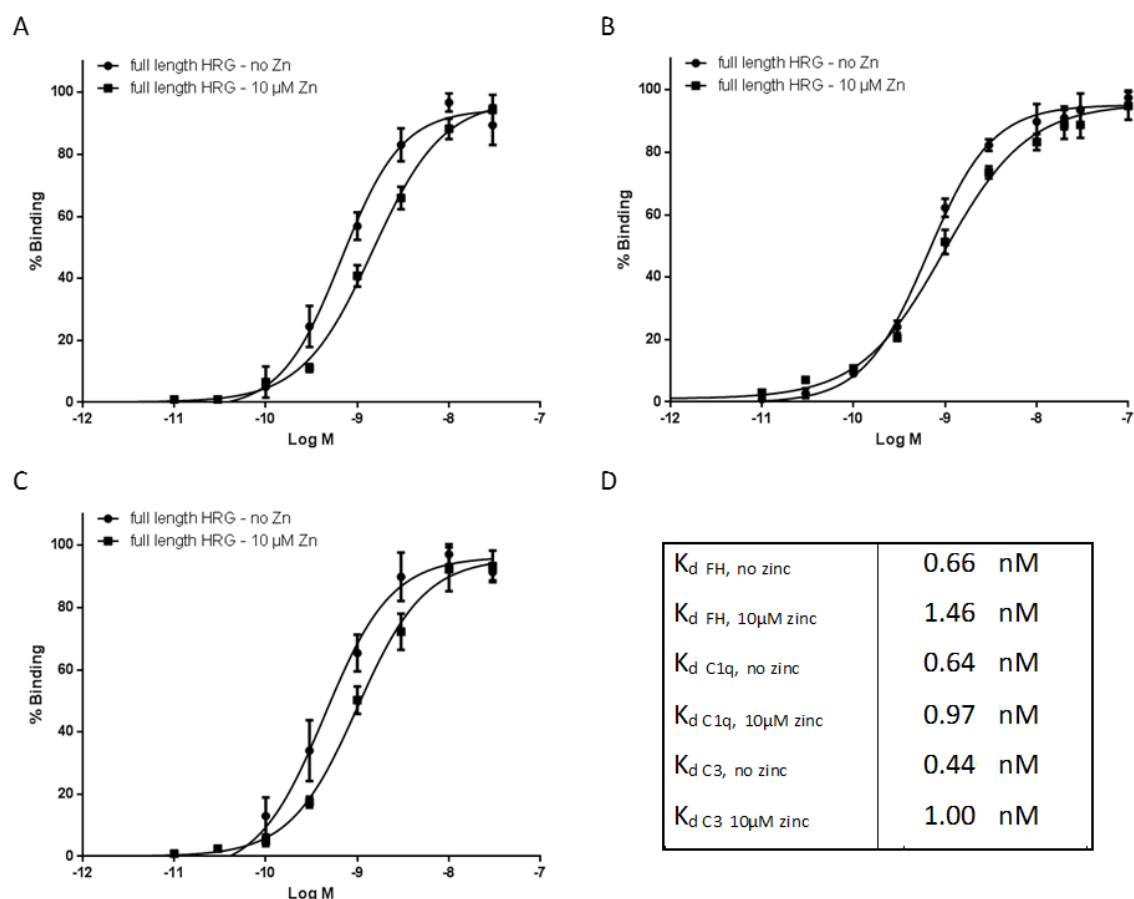 A
full length HRG - no Zn
full length HRG - 10 µM Zn
100
80
60
40
20
0
% Binding
-12 -11 -10 -9 -8 -7
Log M
B
full length HRG - no Zn
full length HRG - 10 µM Zn
100
80
60
40
20
0
% Binding
-12 -11 -10 -9 -8 -7
Log M
C
full length HRG - no Zn
full length HRG - 10 µM Zn
100
80
60
40
20
0
% Binding
-12 -11 -10 -9 -8 -7
Log M
D
Kd FH, no zinc 0.66 nM
Kd FH, 10µM zinc 1.46 nM
Kd C1q, no zinc 0.64 nM
Kd C1q, 10µM zinc 0.97 nM
Kd C3, no zinc 0.44 nM
Kd C3 10µM zinc 1.00 nM